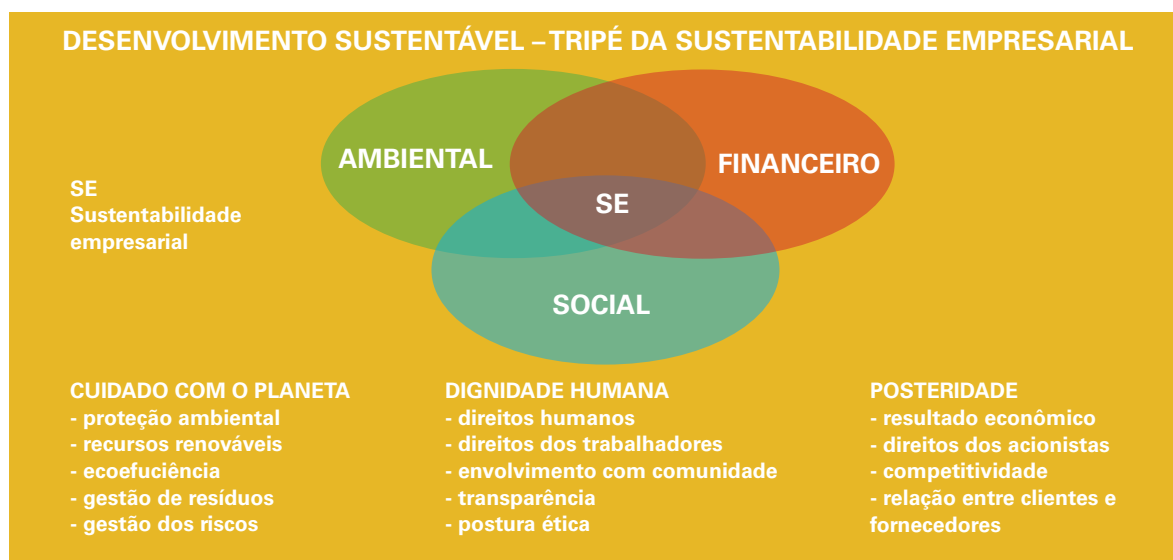 DESENVOLVIMENTO SUSTENTÁVEL – TRIPÉ DA SUSTENTABILIDADE EMPRESARIAL
AMBIENTAL
FINANCEIRO
SE
Sustentabilidade
empresarial
SE
SOCIAL
CUIDADO COM O PLANETA
- proteção ambiental
- recursos renováveis
- ecoefuciência
- gestão de resíduos
- gestão dos riscos
DIGNIDADE HUMANA
- direitos humanos
- direitos dos trabalhadores
- envolvimento com comunidade
- transparência
- postura ética
POSTERIDADE
- resultado econômico
- direitos dos acionistas
- competitividade
- relação entre clientes e
fornecedores